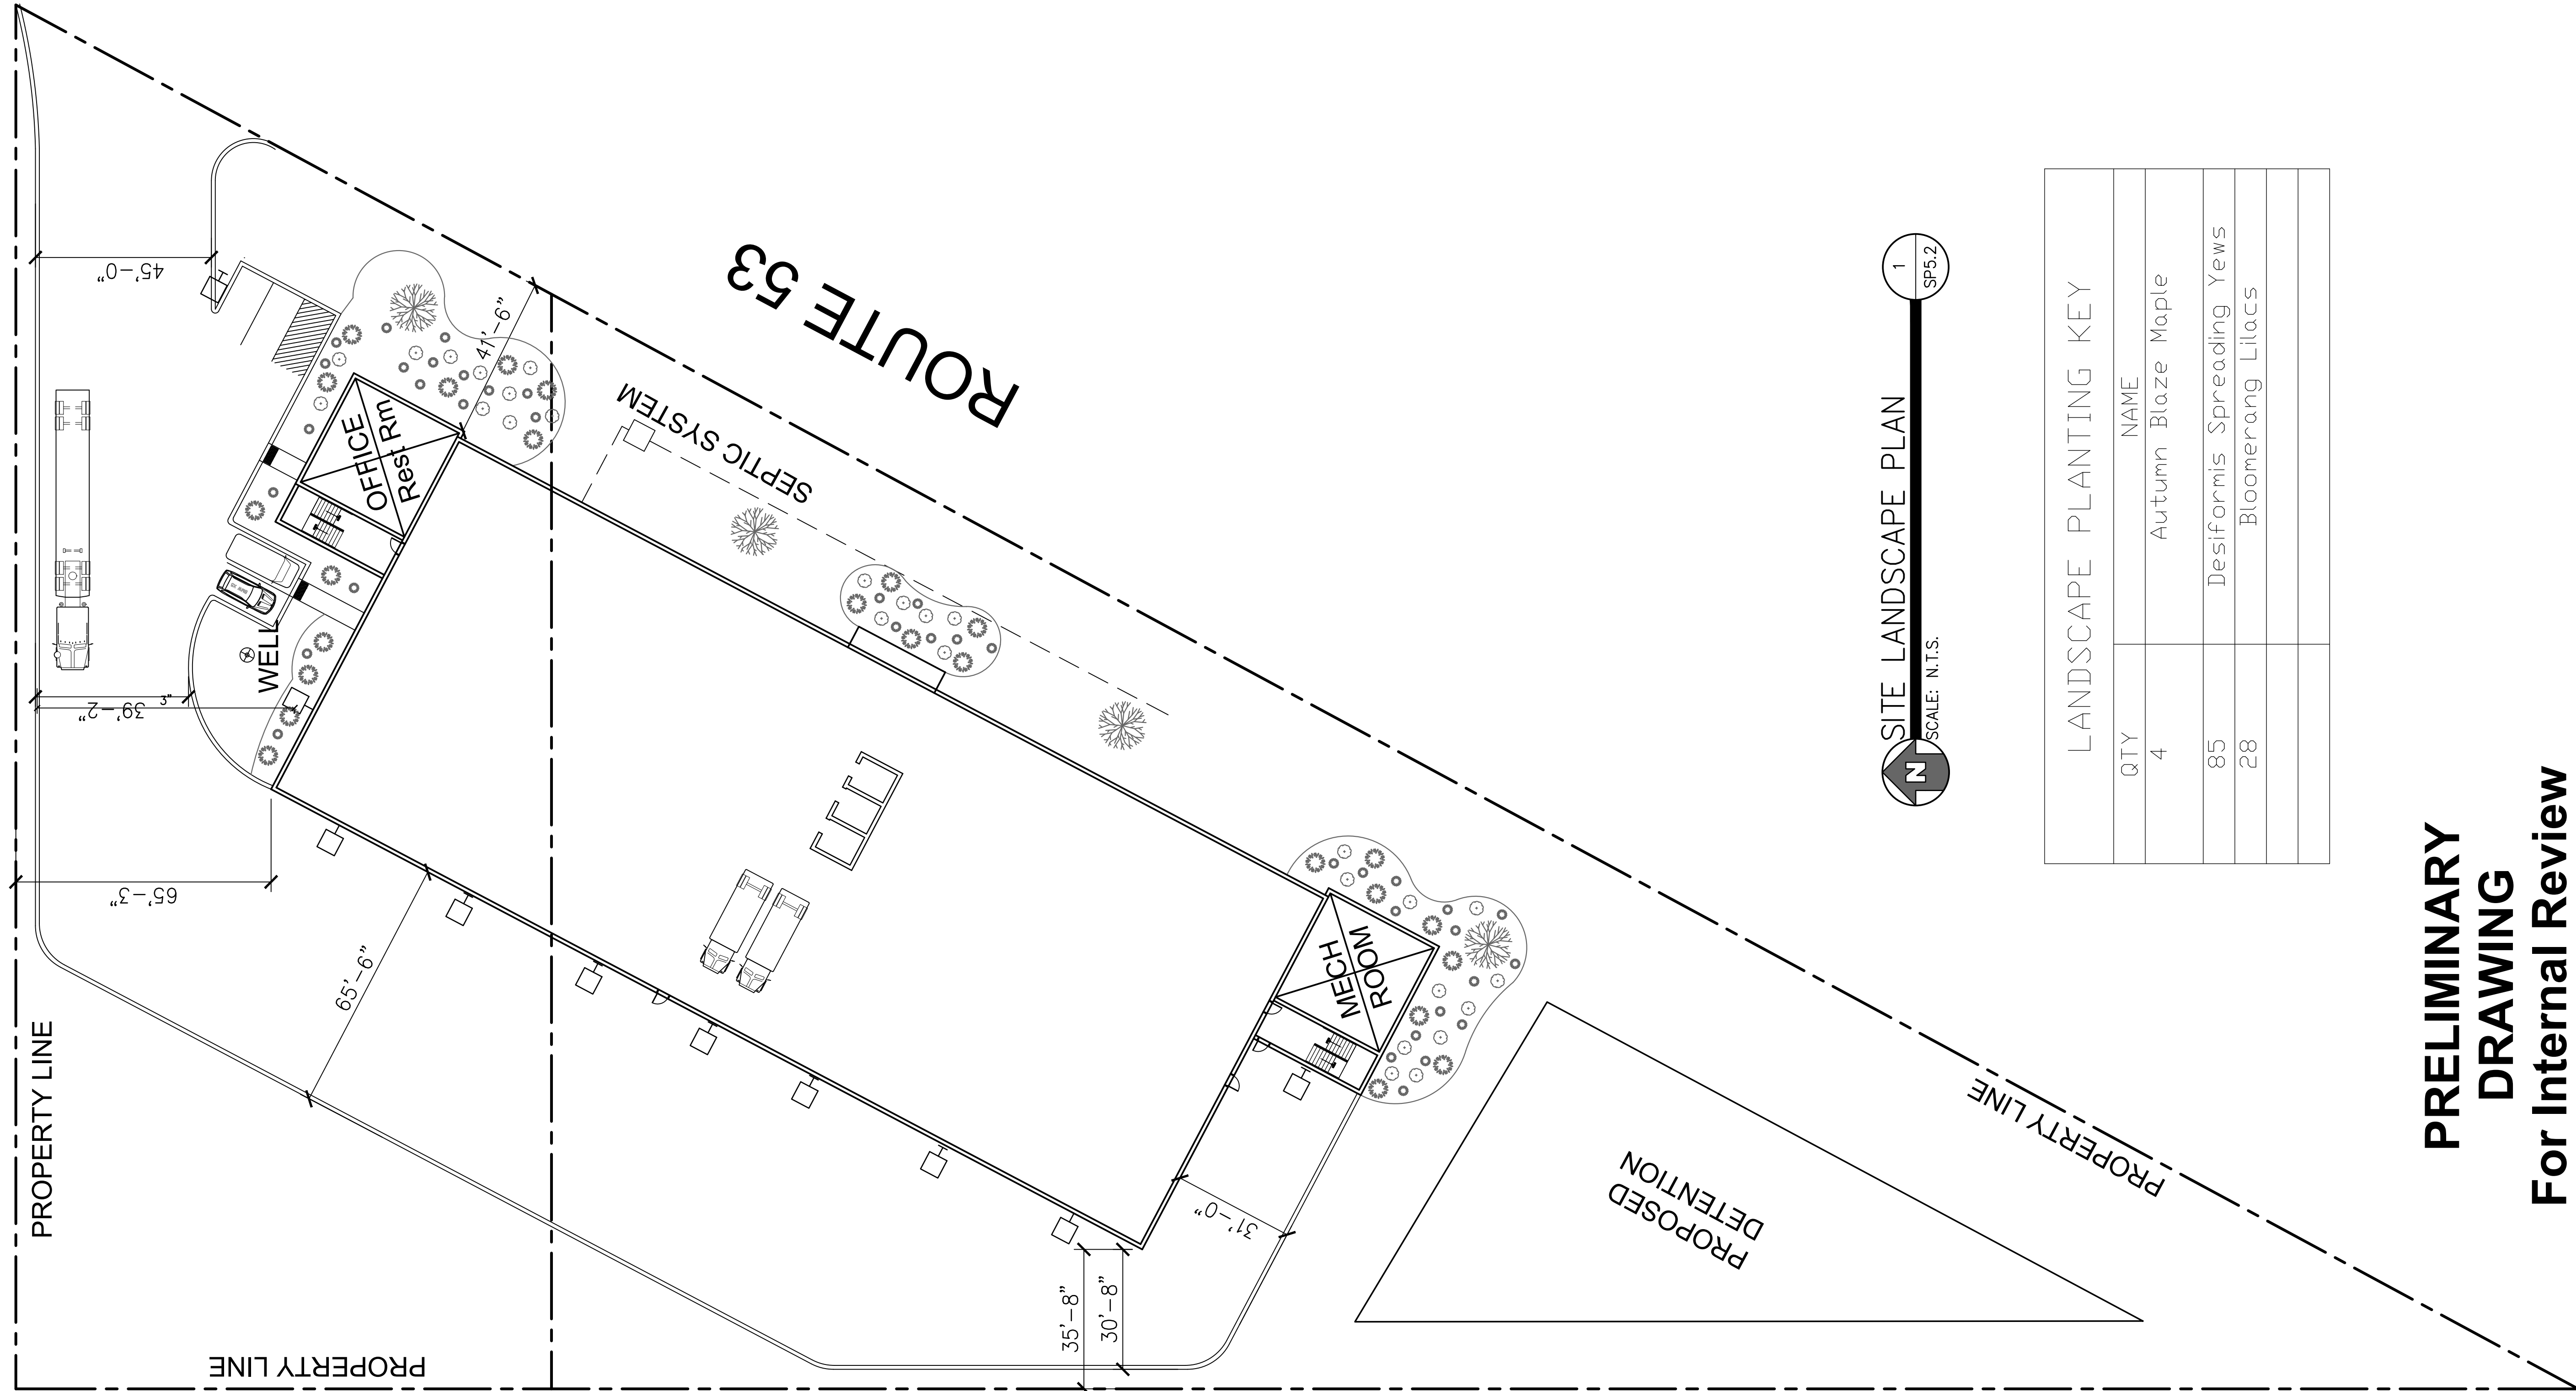 45'-0"
41'-6"
ROUTE 53
SEPTIC SYSTEM
OFFICE
Rest Rm
WELL
3"
39'-2"
65'-3"
65'-6"
PROPERTY LINE
PROPERTY LINE
MECH
ROOM
31'-0"
35'-8"
30'-8"
PROPOSED
DETENTION
PROPERTY LINE
SITE LANDSCAPE PLAN
SCALE: N.T.S.
N
1
SP5.2
LANDSCAPE PLANTING KEY
QTY NAME
4 Autumn Blaze Maple
85 Desiformis Spreading Yews
28 Bloomerang Lilacs
PRELIMINARY
DRAWING
For Internal Review